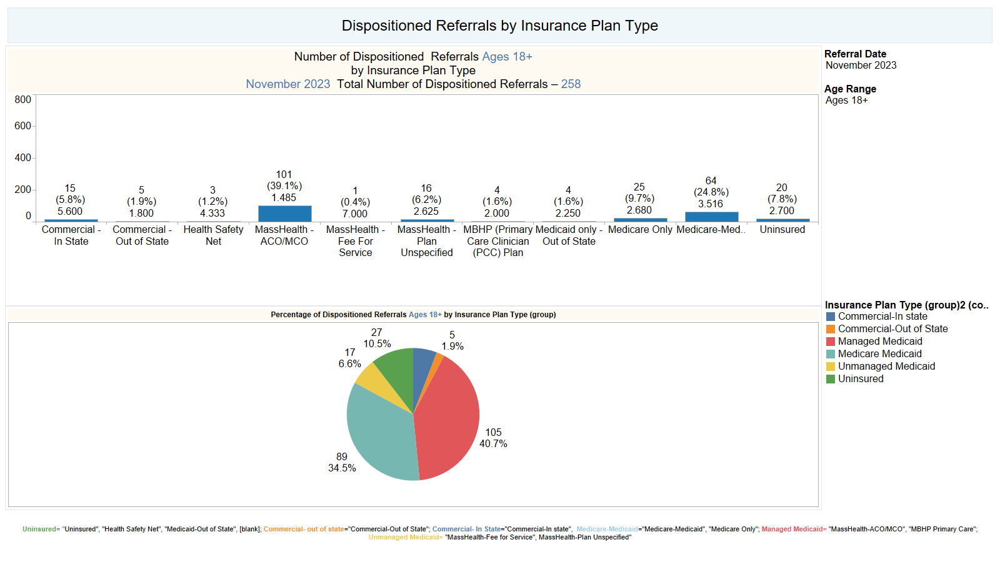 Dispositioned Referrals by Insurance Plan Type
Number of Dispositioned  Referrals Ages 18+
by Insurance Plan Type
November 2023  Total Number of Dispositioned Referrals – 258
Referral Date
November 2023
Age Range
Ages 18+
800
600
400
200
0
15
(5.8%)
5.600
5
(1.9%)
1.800
3
(1.2%)
4.333
101
(39.1%)
1.485
1
(0.4%)
7.000
16
(6.2%)
2.625
4
(1.6%)
2.000
4
(1.6%)
2.250
25
(9.7%)
2.680
64
(24.8%)
3.516
20
(7.8%)
2.700
Commercial -
In State
Commercial -
Out of State
Health Safety
Net
MassHealth -
ACO/MCO
MassHealth -
Fee For
Service
MassHealth -
Plan
Unspecified
MBHP (Primary
Care Clinician
(PCC) Plan
Medicaid only -
Out of State
Medicare Only
Medicare-Med..
Uninsured
Percentage of Dispositioned Referrals Ages 18+ by Insurance Plan Type (group)
27
10.5%
5
1.9%
17
6.6%
105
40.7%
89
34.5%
Insurance Plan Type (group)2 (co..
Commercial-In state
Commercial-Out of State
Managed Medicaid
Medicare Medicaid
Unmanaged Medicaid
Uninsured
Uninsured= "Uninsured", "Health Safety Net", "Medicaid-Out of State", [blank]; Commercial- out of state="Commercial-Out of State"; Commercial- In State="Commercial-In state",  Medicare-Medicaid="Medicare-Medicaid", "Medicare Only"; Managed Medicaid= "MassHealth-ACO/MCO", "MBHP Primary Care";
Unmanaged Medicaid= "MassHealth-Fee for Service", MassHealth-Plan Unspecified"